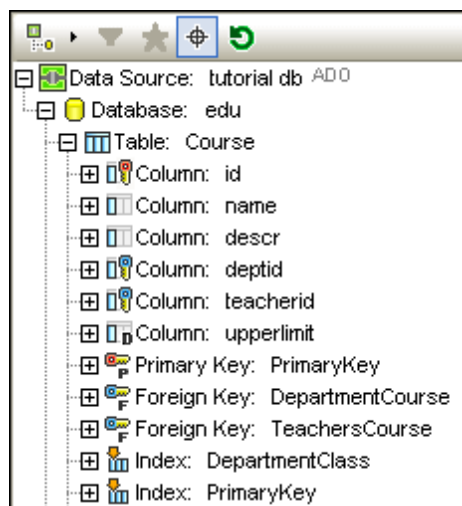 Data Source: tutorial db ADO
Database: edu
Table: Course
Column: id
Column: name
Column: descr
Column: deptid
Column: teacherid
Column: upperlimit
Primary Key: PrimaryKey
Foreign Key: DepartmentCourse
Foreign Key: TeachersCourse
Index: DepartmentClass
Index: PrimaryKey